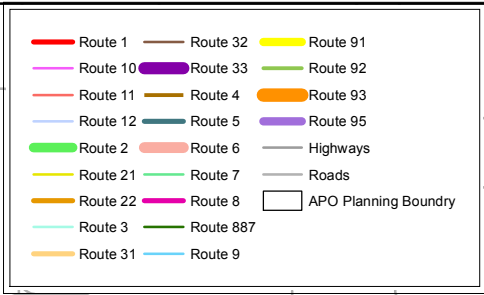 Route 1
Route 10
Route 11
Route 12
Route 2
Route 21
Route 22
Route 3
Route 31
Route 32
Route 33
Route 4
Route 5
Route 6
Route 7
Route 8
Route 887
Route 9
Route 91
Route 92
Route 93
Route 95
Highways
Roads
APO Planning Boundry